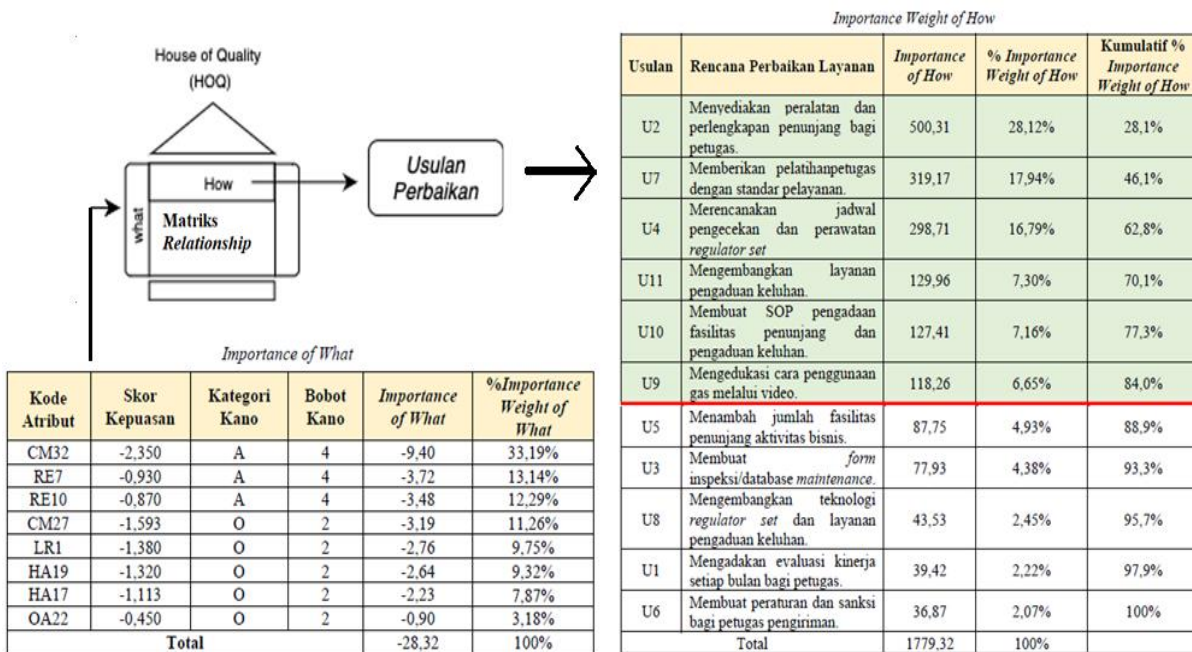 House of Quality
(HOQ)
How
what
Matriks
Relationship
Usulan
Perbaikan
Importance of What
Kode Atribut | Skor Kepuasan | Kategori Kano | Bobot Kano | Importance of What | %Importance Weight of What
CM32 | -2,350 | A | 4 | -9,40 | 33,19%
RE7 | -0,930 | A | 4 | -3,72 | 13,14%
RE10 | -0,870 | A | 4 | -3,48 | 12,29%
CM27 | -1,593 | O | 2 | -3,19 | 11,26%
LR1 | -1,380 | O | 2 | -2,76 | 9,75%
HA19 | -1,320 | O | 2 | -2,64 | 9,32%
HA17 | -1,113 | O | 2 | -2,23 | 7,87%
OA22 | -0,450 | O | 2 | -0,90 | 3,18%
Total | -28,32 | 100%
Importance Weight of How
Usulan | Rencana Perbaikan Layanan | Importance of How | % Importance Weight of How | Kumulatif % Importance Weight of How
U2 | Menyediakan peralatan dan perlengkapan penunjang bagi petugas. | 500,31 | 28,12% | 28,1%
U7 | Memberikan pelatihanpetugas dengan standar pelayanan. | 319,17 | 17,94% | 46,1%
U4 | Merencanakan jadwal pengecekan dan perawatan regulator set | 298,71 | 16,79% | 62,8%
U11 | Mengembangkan layanan pengaduan keluhan. | 129,96 | 7,30% | 70,1%
U10 | Membuat SOP pengadaan fasilitas penunjang dan pengaduan keluhan. | 127,41 | 7,16% | 77,3%
U9 | Mengedukasi cara penggunaan gas melalui video. | 118,26 | 6,65% | 84,0%
U5 | Menambah jumlah fasilitas penunjang aktivitas bisnis. | 87,75 | 4,93% | 88,9%
U3 | Membuat form inspeksi/database maintenance. | 77,93 | 4,38% | 93,3%
U8 | Mengembangkan teknologi regulator set dan layanan pengaduan keluhan. | 43,53 | 2,45% | 95,7%
U1 | Mengadakan evaluasi kinerja setiap bulan bagi petugas. | 39,42 | 2,22% | 97,9%
U6 | Membuat peraturan dan sanksi bagi petugas pengiriman. | 36,87 | 2,07% | 100%
Total | 1779,32 | 100%